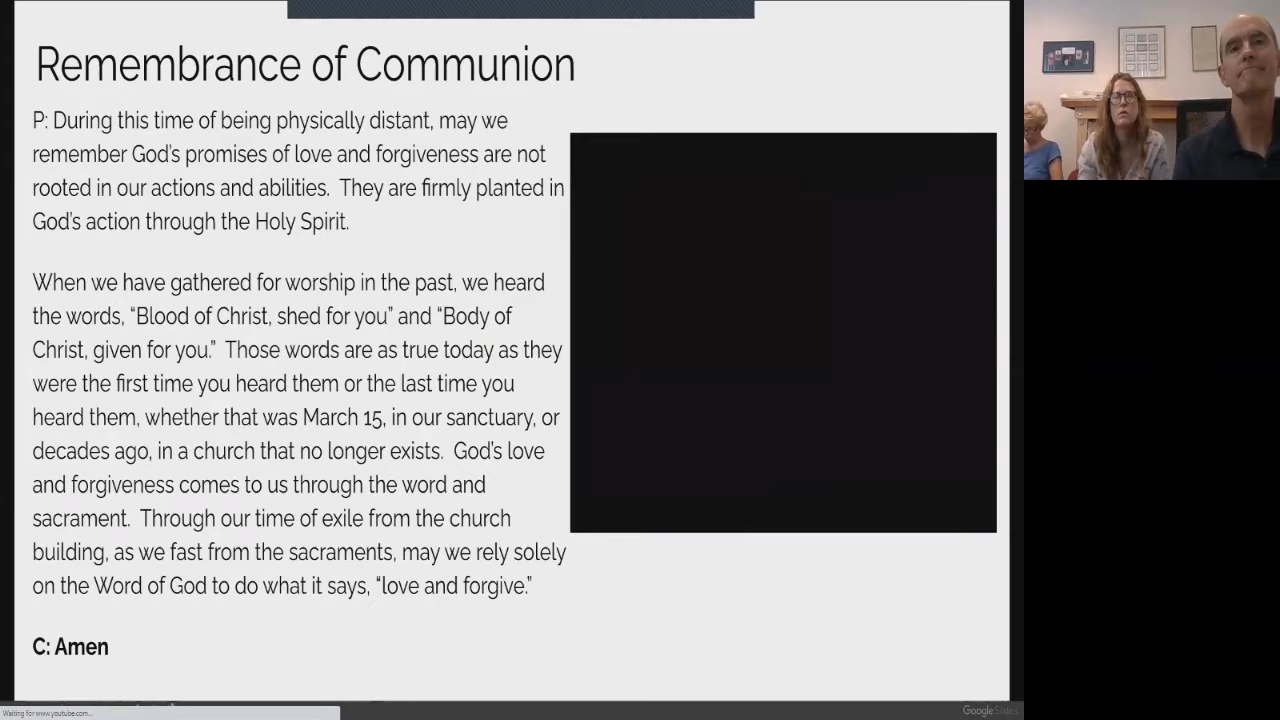 Remembrance of Communion
P: During this time of being physically distant, may we
remember God's promises of love and forgiveness are not
rooted in our actions and abilities.  They are firmly planted in
God's action through the Holy Spirit.
When we have gathered for worship in the past, we heard
the words, “Blood of Christ, shed for you” and “Body of
Christ, given for you.”  Those words are as true today as they
were the first time you heard them or the last time you
heard them, whether that was March 15, in our sanctuary, or
decades ago, in a church that no longer exists.  God's love
and forgiveness comes to us through the word and
sacrament.  Through our time of exile from the church
building, as we fast from the sacraments, may we rely solely
on the Word of God to do what it says, “love and forgive.”
C: Amen
Waiting for www.youtube.com...
Google Slides